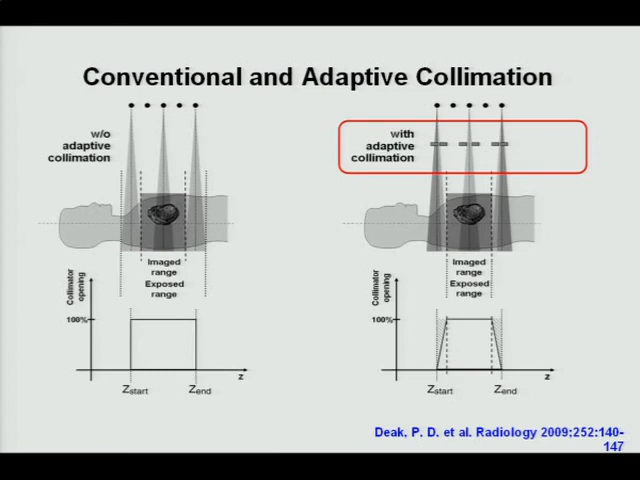 Conventional and Adaptive Collimation
w/o
adaptive
collimation
Imaged
range
Exposed
range
Collimator
opening
100%
z
Zstart
Zend
with
adaptive
collimation
Imaged
range
Exposed
range
Collimator
opening
100%
z
Zstart
Zend
Deak, P. D. et al. Radiology 2009;252:140-
147